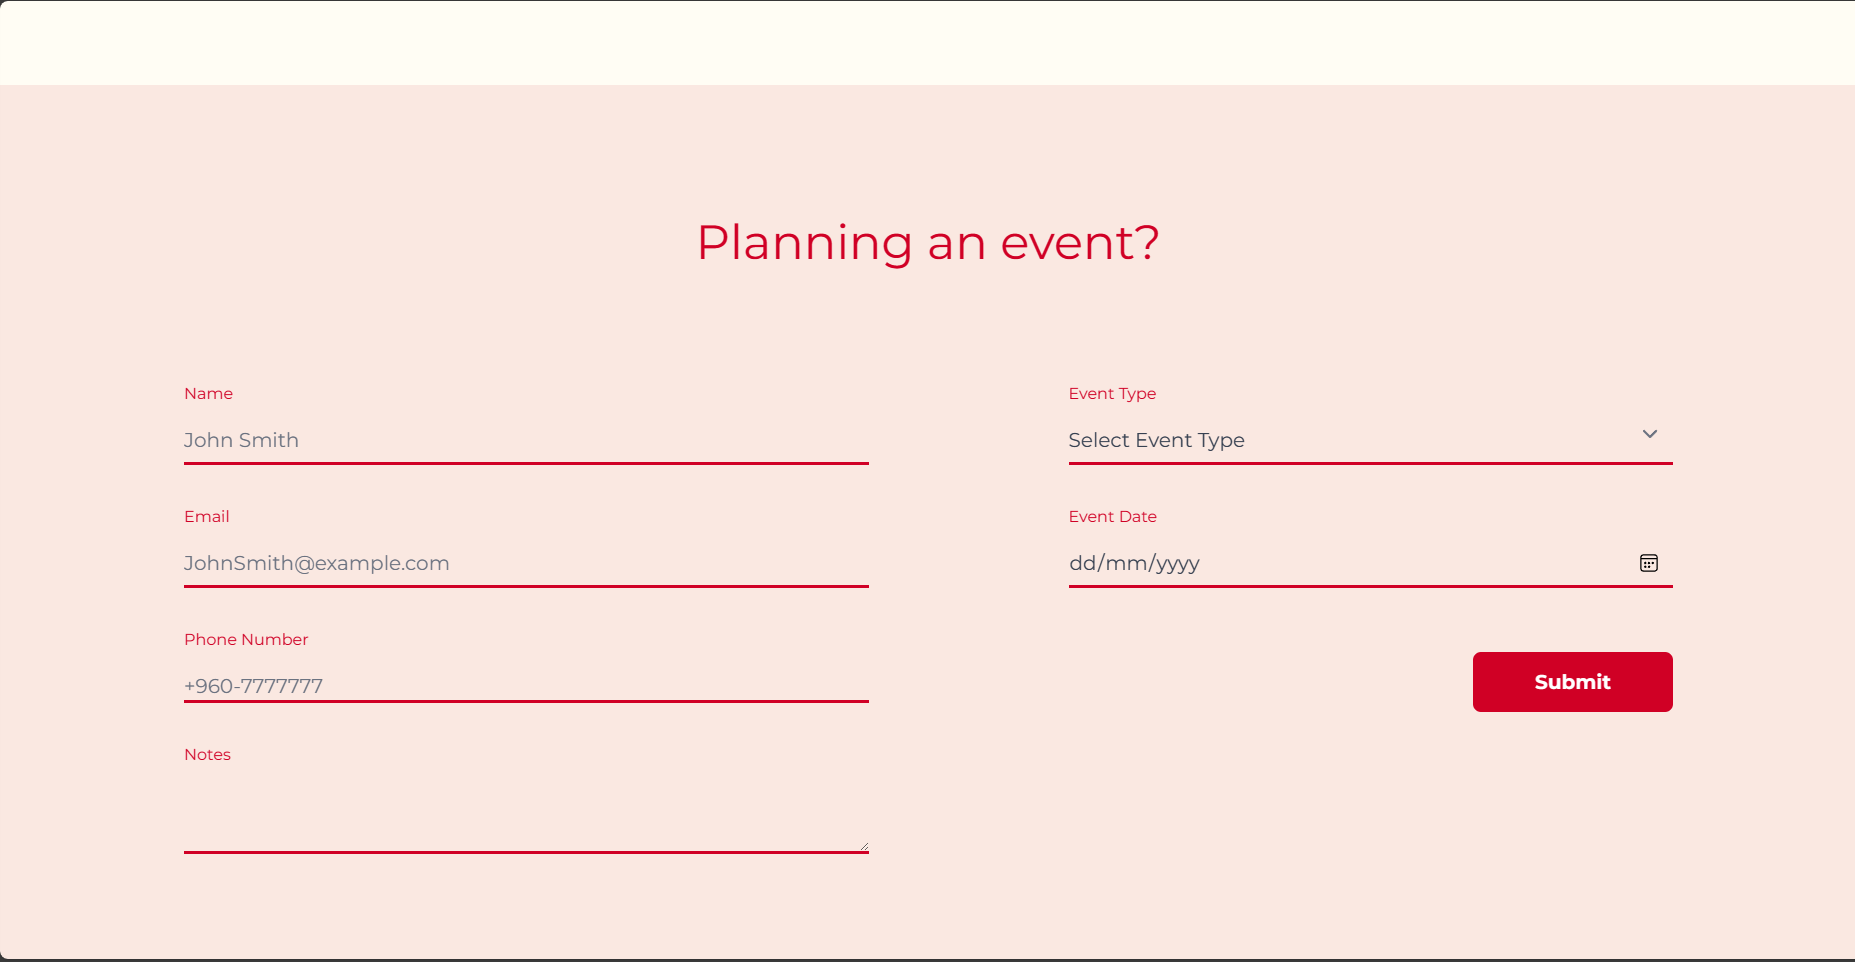 Planning an event?
Name
John Smith
Email
JohnSmith@example.com
Phone Number
+960-7777777
Notes
Event Type
Select Event Type
Event Date
dd/mm/yyyy
Submit